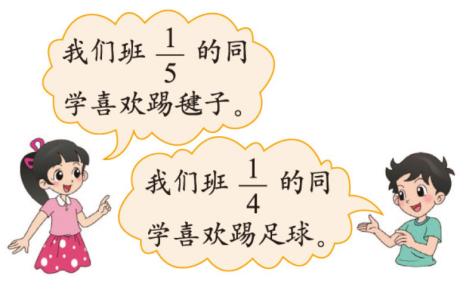 我们班 1/5 的同
学喜欢踢毽子。
我们班 1/4 的同
学喜欢踢足球。